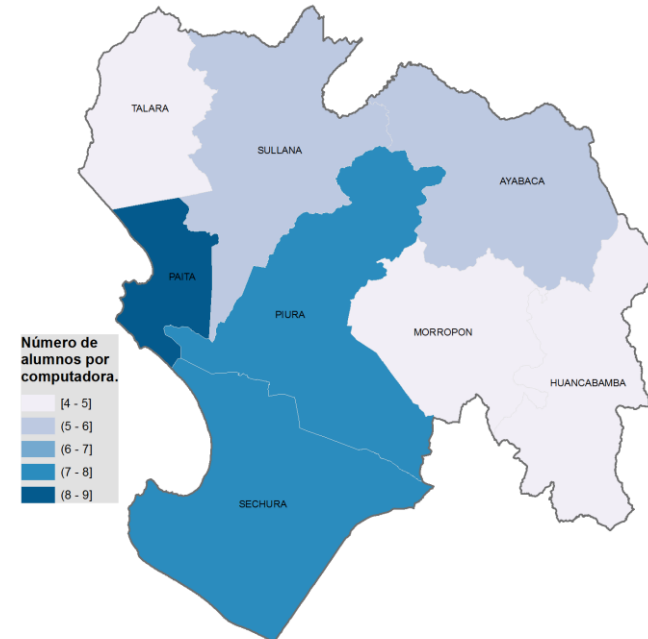 TALARA
SULLANA
AYABACA
PAITA
PIURA
MORROPON
HUANCABAMBA
SECHURA
Número de
alumnos por
computadora.
[4 - 5]
(5 - 6]
(6 - 7]
(7 - 8]
(8 - 9]